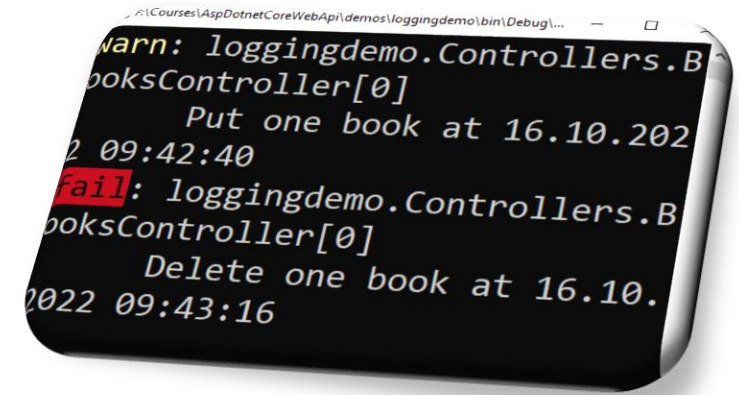 F:\Courses\AspDotnetCoreWebApi\demos\loggingdemo\bin\Debug\...
warn: loggingdemo.Controllers.B
ooksController[0]
Put one book at 16.10.202
2 09:42:40
fail: loggingdemo.Controllers.B
ooksController[0]
Delete one book at 16.10.
2022 09:43:16